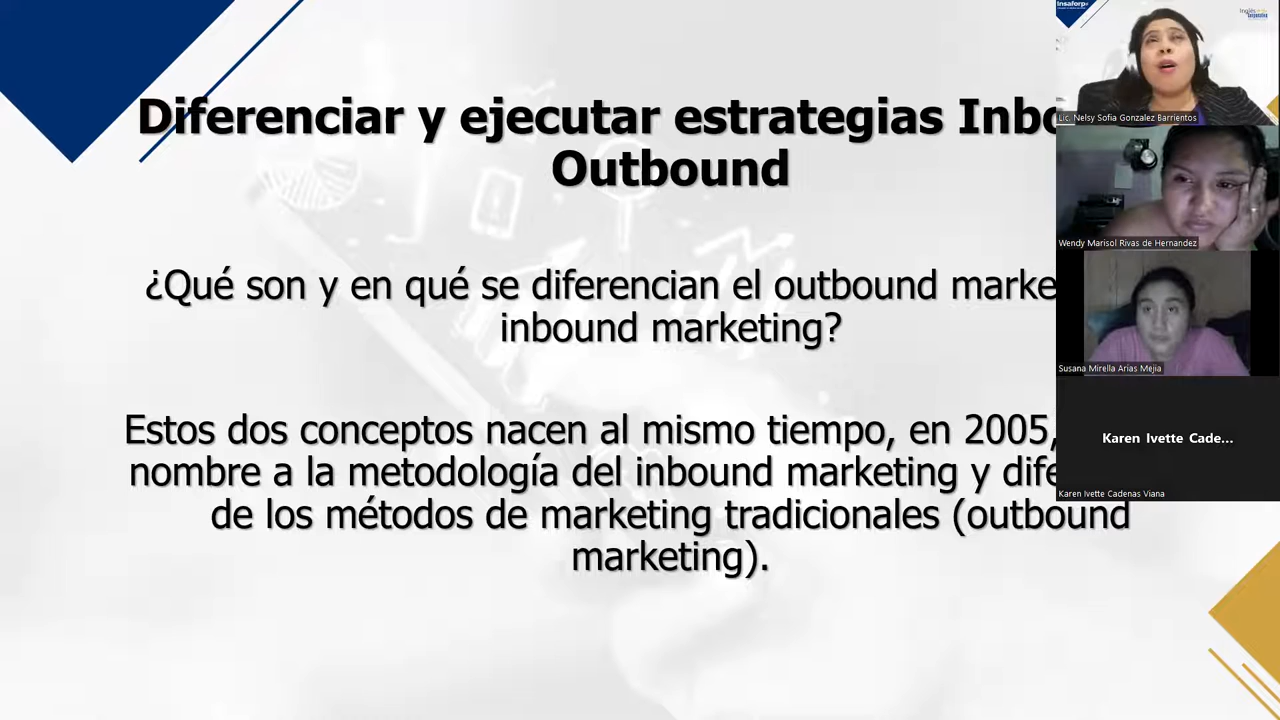 Diferenciar y ejecutar estrategias
Outbound
¿Qué son y en qué se diferencian el outbound
inbound marketing?
Estos dos conceptos nacen al mismo tiempo, en 2005,
nombre a la metodología del inbound marketing y
de los métodos de marketing tradicionales (outbound
marketing).
Insaforp
Inglés
Lic. Nelsy Sofia Gonzalez Barrientos
Wendy Marisol Rivas de Hernandez
Susana Mirella Arias Mejia
Karen Ivette Cade...
Karen Ivette Cadenas Viana